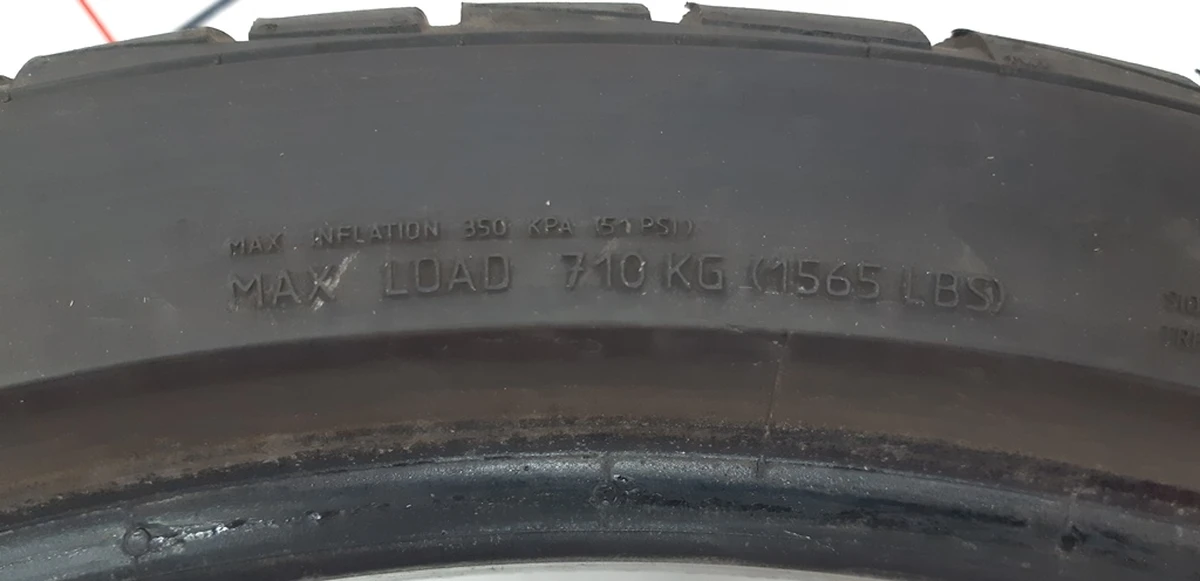 MAX INFLATION 350 KPA (51 PSI)
MAX LOAD 710 KG (1565 LBS)